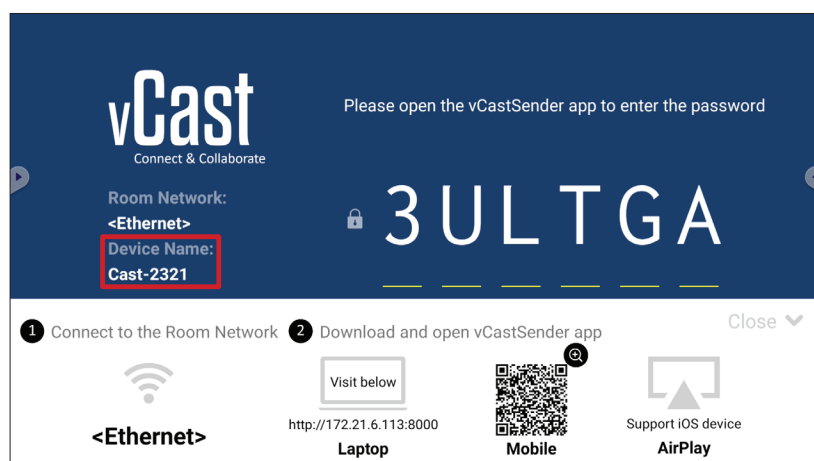 vCast
Connect & Collaborate
Please open the vCastSender app to enter the password
Room Network:
<Ethernet>
Device Name:
Cast-2321
3ULTGA
1 Connect to the Room Network
2 Download and open vCastSender app
Close
<Ethernet>
Visit below
http://172.21.6.113:8000
Laptop
Mobile
Support iOS device
AirPlay